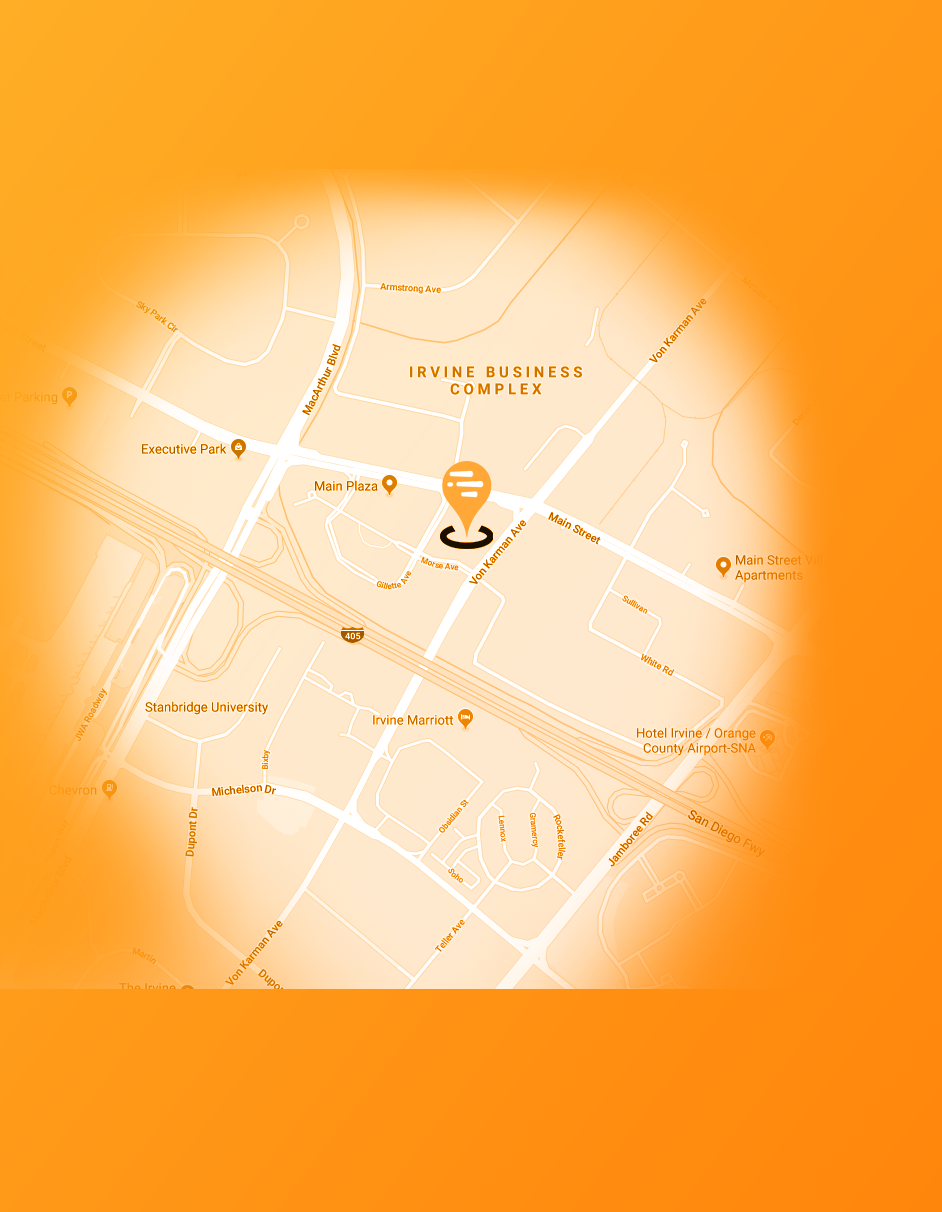 Armstrong Ave
Sky Park Cir
Von Karman Ave
MacArthur Blvd
IRVINE BUSINESS
COMPLEX
Parking
Executive Park
Main Plaza
Main Street
Von Karman Ave
Morse Ave
Gillette Ave
Main Street
Apartments
Sullivan
405
White Rd
JWA Roadway
Stanbridge University
Irvine Marriott
Hotel Irvine / Orange
County Airport-SNA
Bixby
Chevron
Michelson Dr
Dupont Dr
Obsidian St
Lennox
Gramercy
Rockefeller
Jamboree Rd
San Diego Fwy
Soho
Teller Ave
Von Karman Ave
Martin
The Irvine